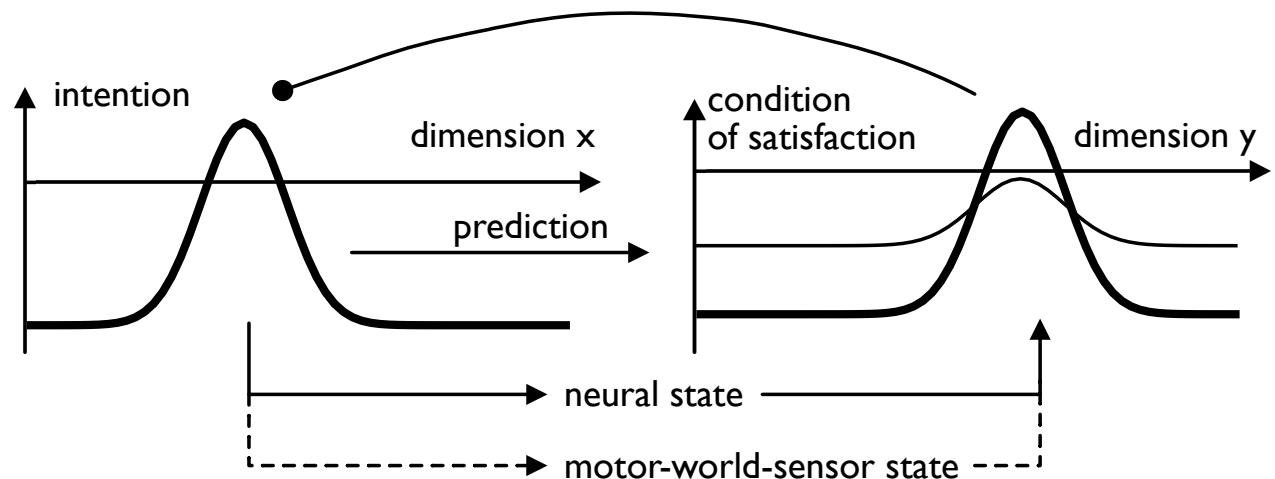 intention
dimension x
prediction
condition
of satisfaction
dimension y
neural state
motor-world-sensor state